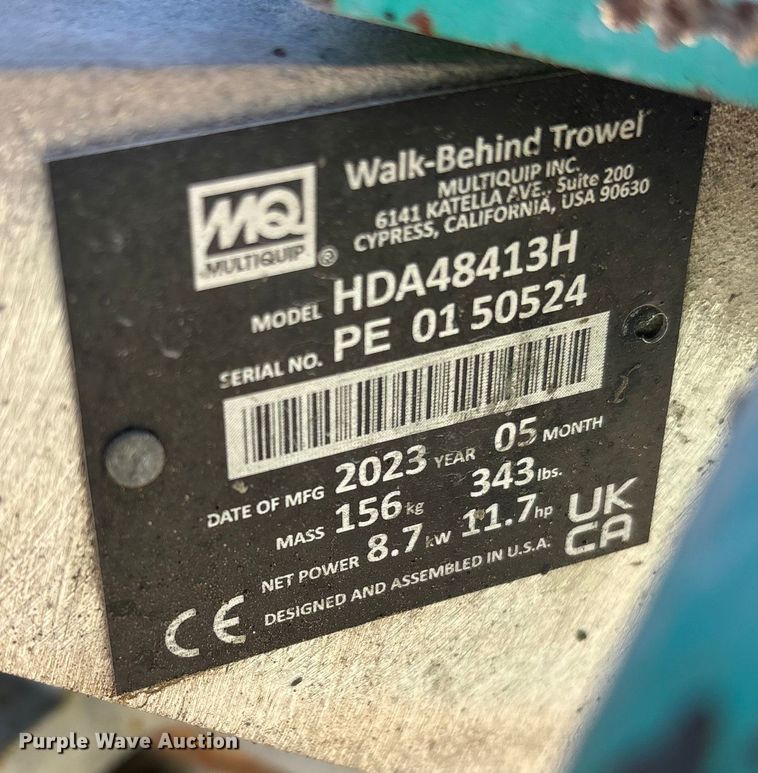 Walk-Behind Trowel
MULTIQUIP INC.
6141 KATELLA AVE., Suite 200
CYPRESS, CALIFORNIA, USA 90630
MQ
MULTIQUIP ®
MODEL HDA48413H
SERIAL NO. PE 0150524
DATE OF MFG 2023 YEAR 05 MONTH
MASS 156 kg 343 lbs.
NET POWER 8.7 kw 11.7 hp
UK
CA
CE DESIGNED AND ASSEMBLED IN U.S.A.
Purple Wave Auction